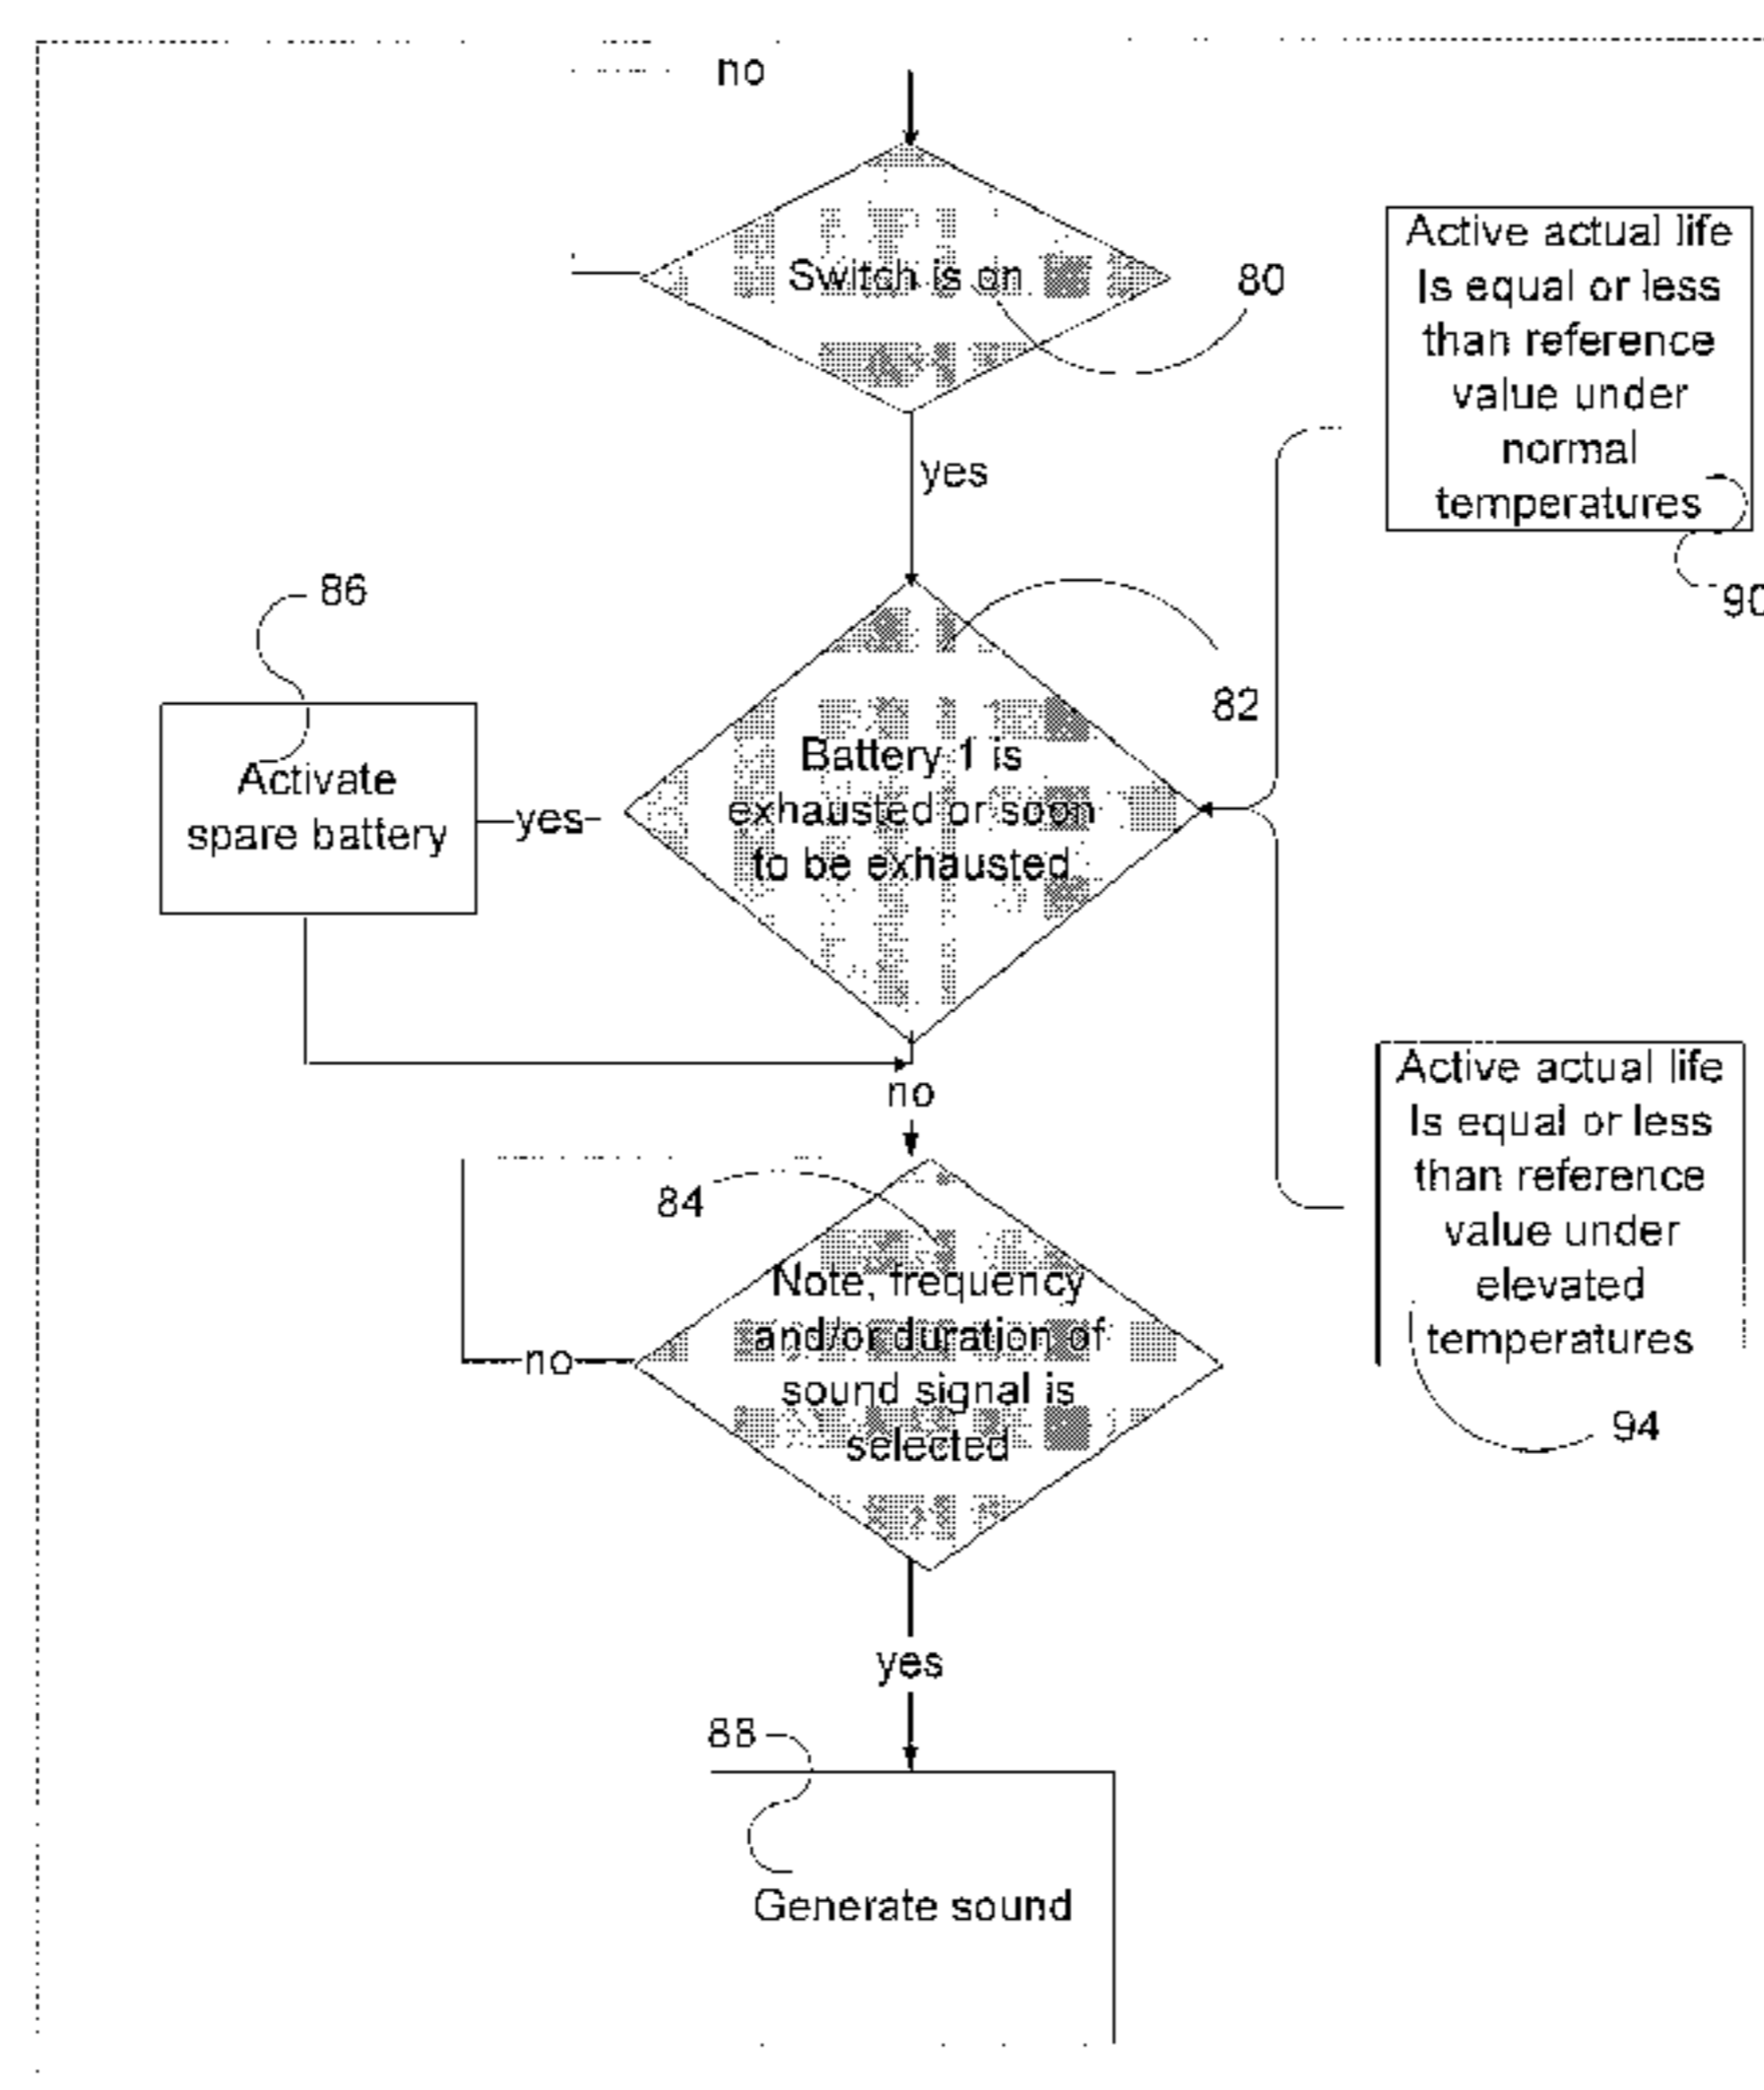 no
Switch is on
80
Active actual life
Is equal or less
than reference
value under
normal
temperatures
90
yes
86
82
Activate
spare battery
yes
Battery 1 is
exhausted or soon
to be exhausted
no
84
Active actual life
Is equal or less
than reference
value under
elevated
temperatures
94
no
Note, frequency
and/or duration of
sound signal is
selected
yes
88
Generate sound